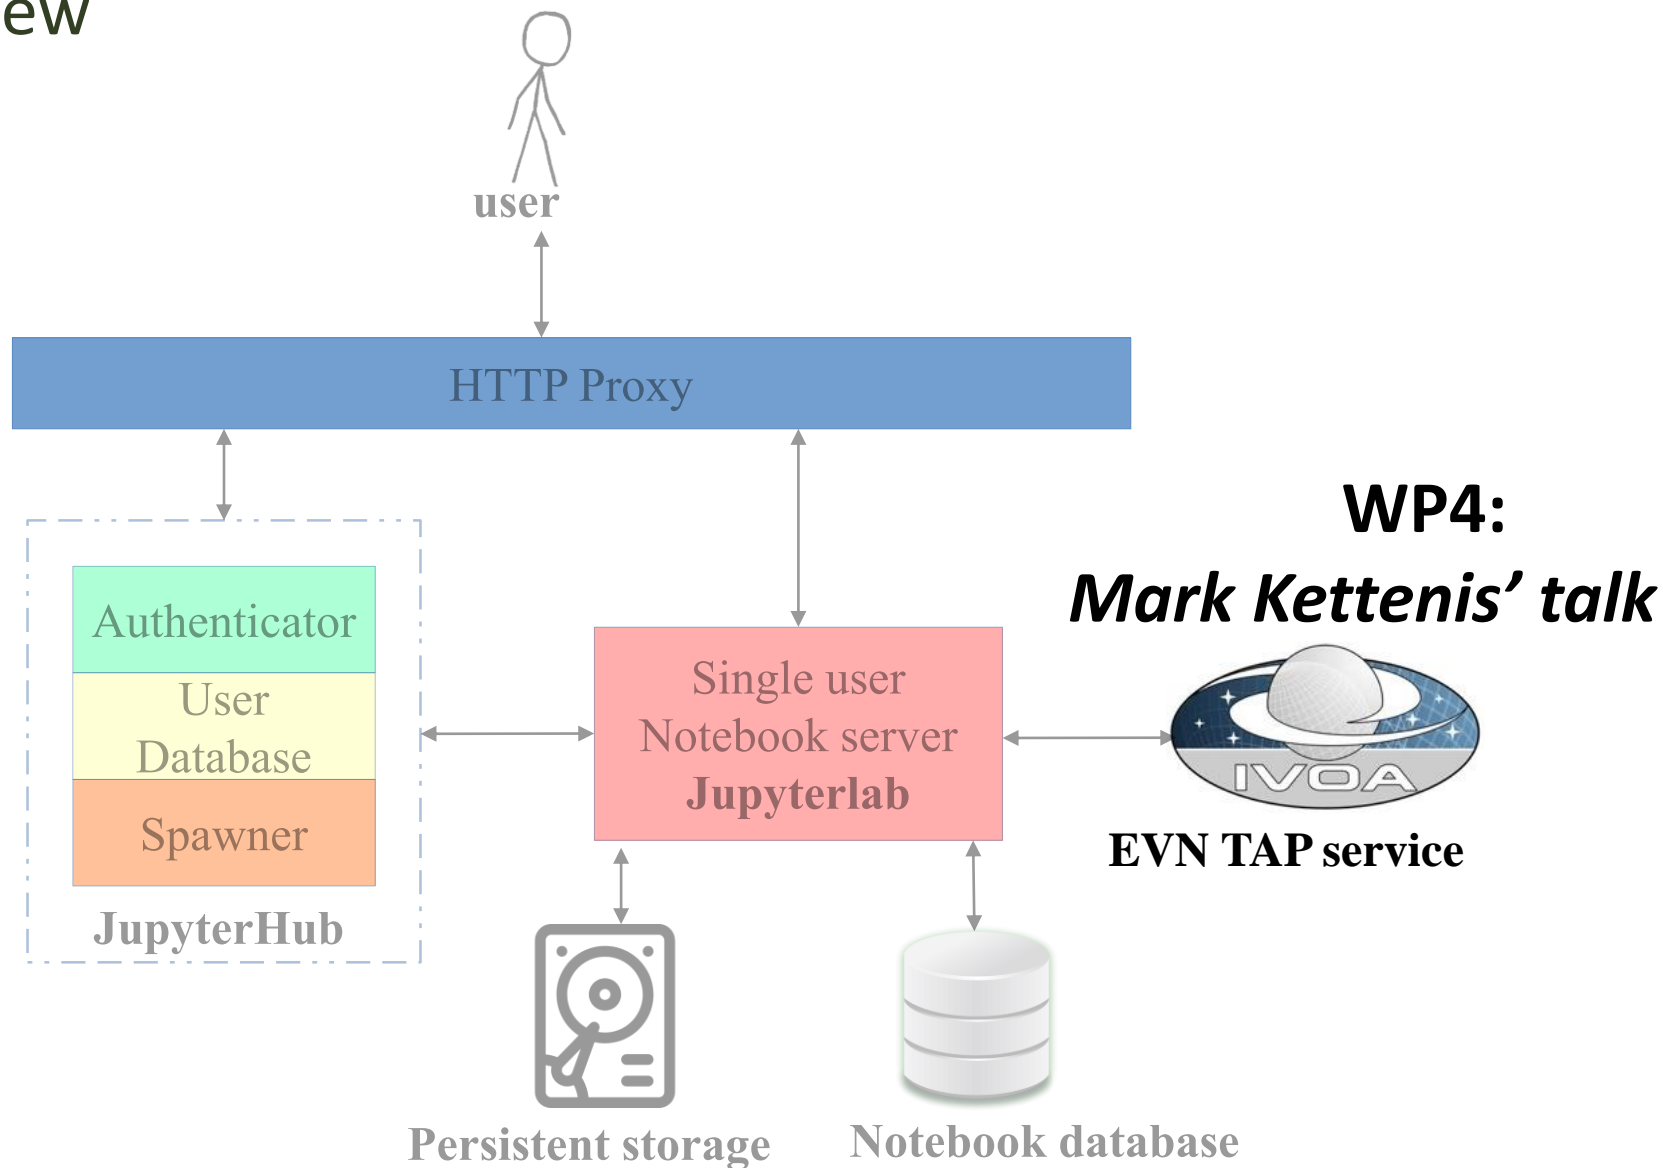 ew
user
HTTP Proxy
WP4:
Mark Kettenis’ talk
Authenticator
User
Database
Spawner
JupyterHub
Single user
Notebook server
Jupyterlab
IVOA
EVN TAP service
Persistent storage
Notebook database